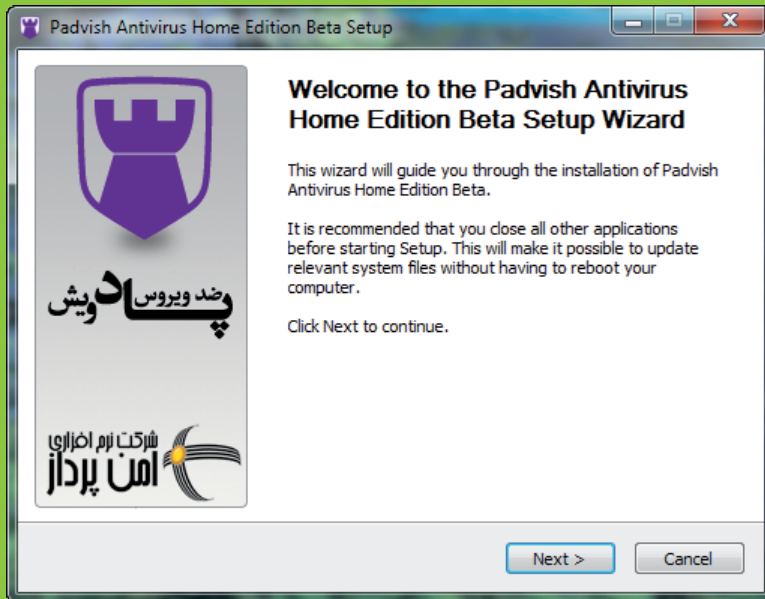 Padvish Antivirus Home Edition Beta Setup
Welcome to the Padvish Antivirus
Home Edition Beta Setup Wizard
This wizard will guide you through the installation of Padvish
Antivirus Home Edition Beta.
It is recommended that you close all other applications
before starting Setup. This will make it possible to update
relevant system files without having to reboot your
computer.
Click Next to continue.
ضد ویروس
پادویش
شرکت نرم افزاری
امن پرداز
Next >
Cancel